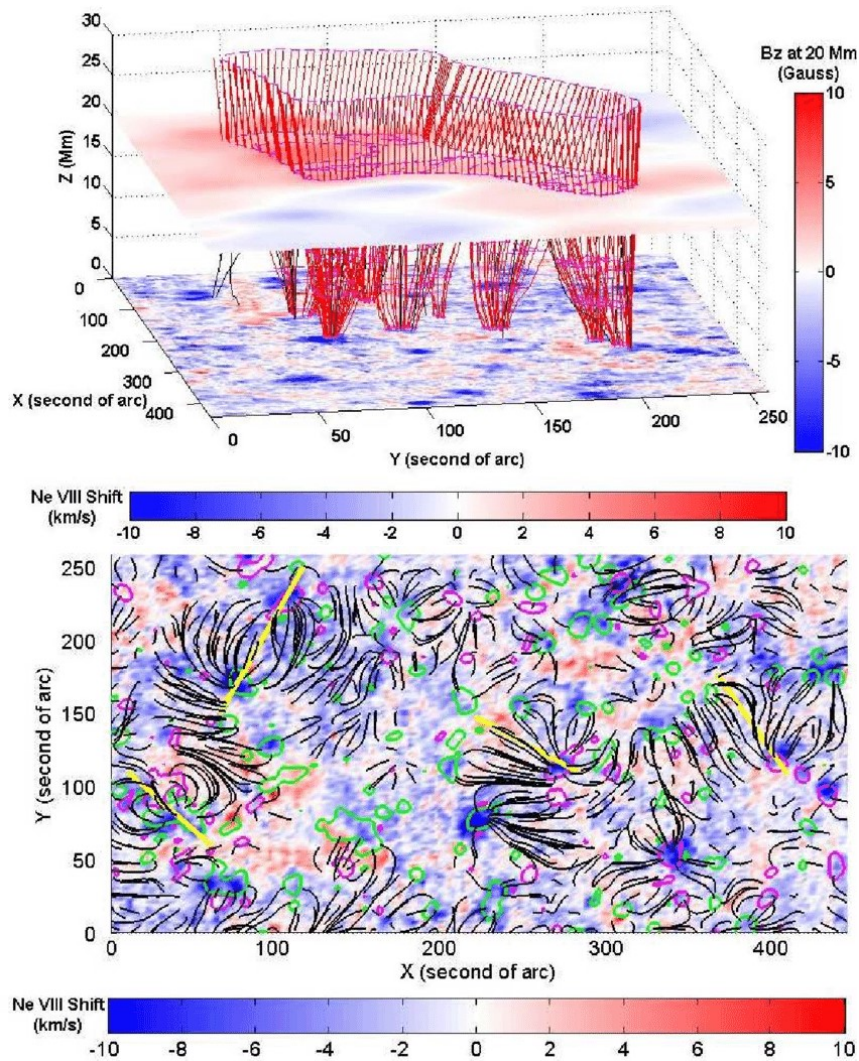 30
25
20
15
10
5
0
Z (Mm)
0
100
200
300
400
X (second of arc)
0
50
100
150
200
250
Y (second of arc)
Bz at 20 Mm
(Gauss)
10
5
0
-5
-10
Ne VIII Shift
(km/s)
-10 -8 -6 -4 -2 0 2 4 6 8 10
250
200
150
100
50
0
Y (second of arc)
0 100 200 300 400
X (second of arc)
Ne VIII Shift
(km/s)
-10 -8 -6 -4 -2 0 2 4 6 8 10